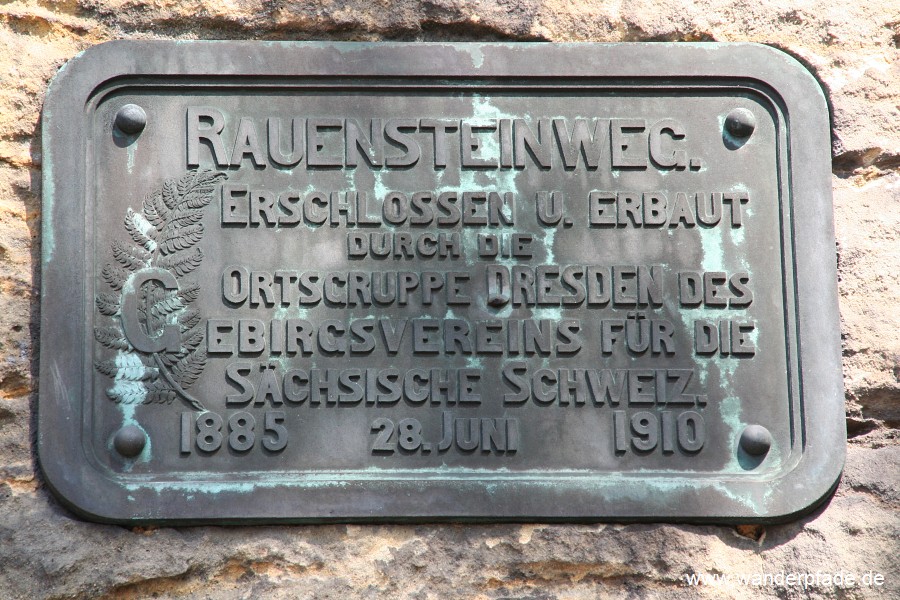 RAUENSTEINWEG.
ERSCHLOSSEN U. ERBAUT
DURCH DIE
ORTSGRUPPE DRESDEN DES
GEBIRGSVEREINS FÜR DIE
SÄCHSISCHE SCHWEIZ.
1885 28. JUNI 1910
www.wanderpfade.de